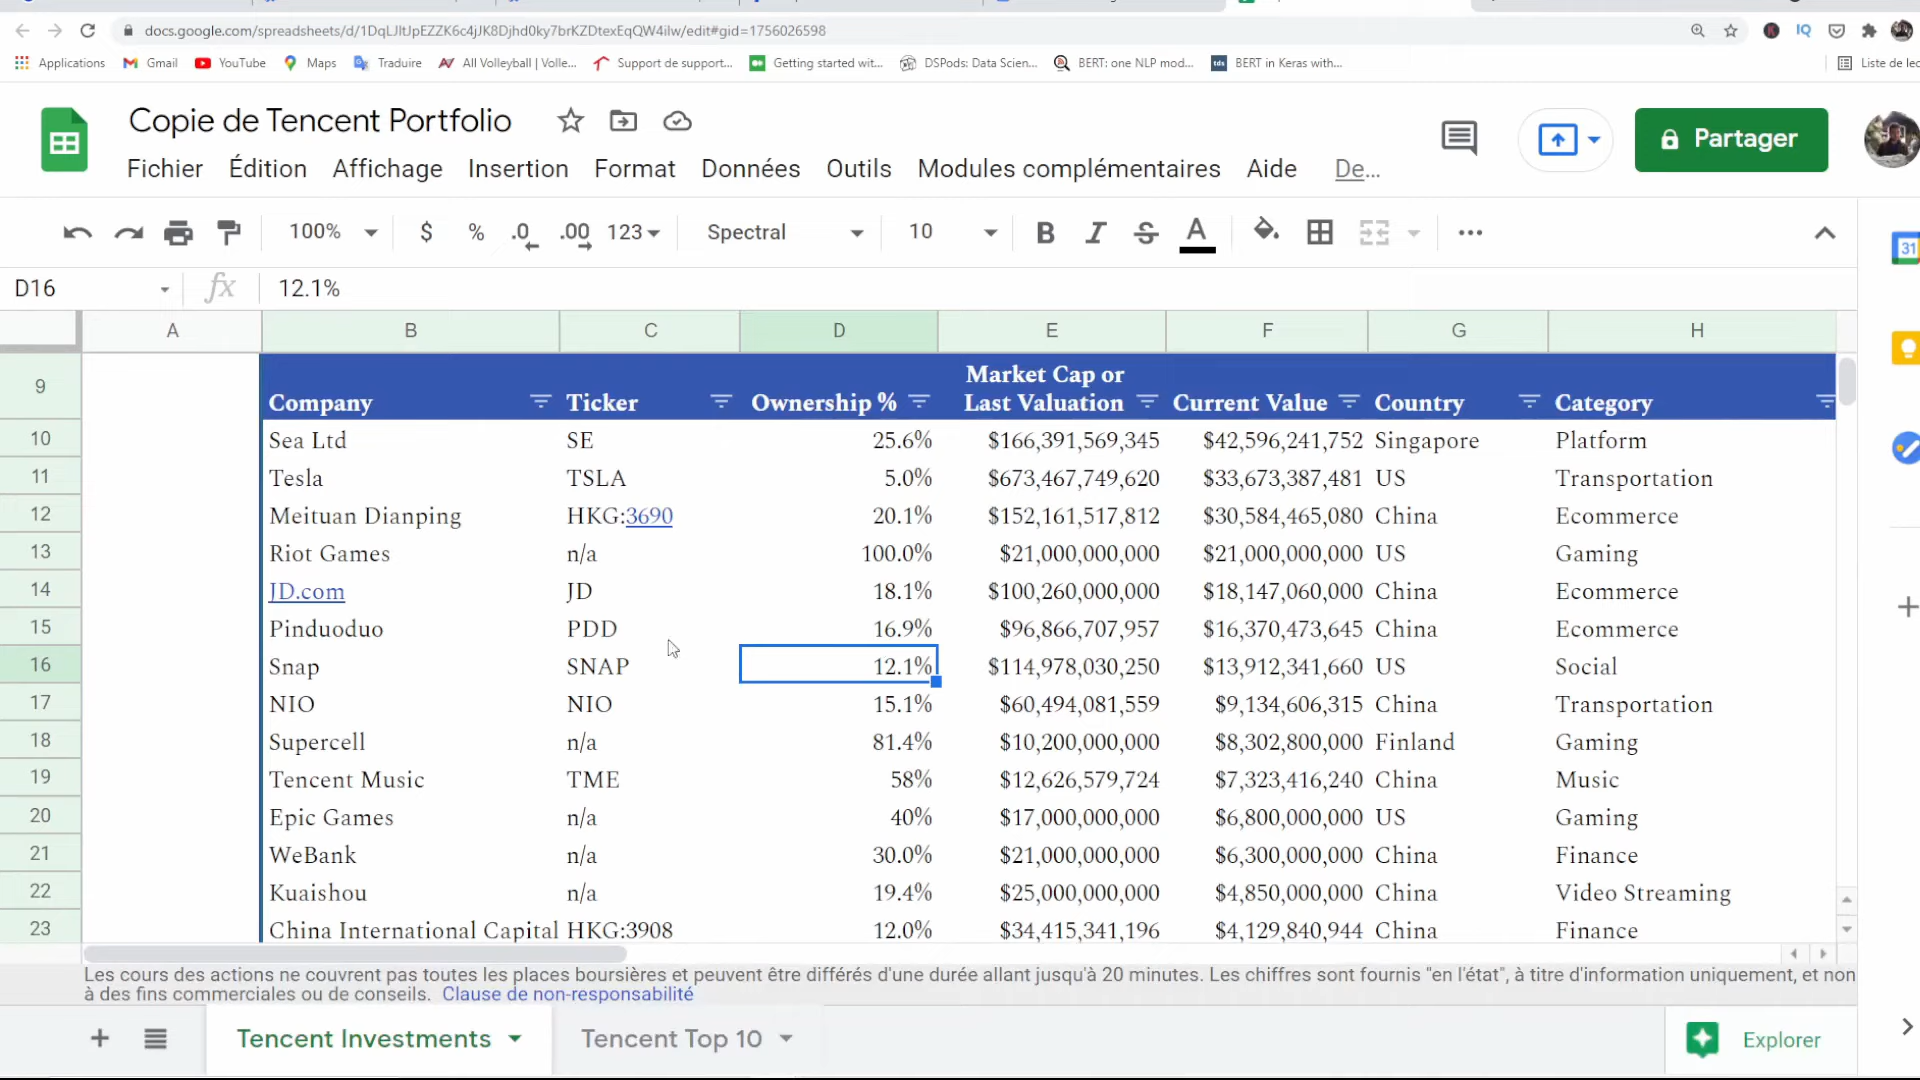 docs.google.com/spreadsheets/d/1DqLJltJpEZZK6c4jJK8Djhd0ky7brKZDtexEqQW4ilw/edit#gid=1756026598
Applications Gmail YouTube Maps Traduire All Volleyball | Volle... Support de support... Getting started wit... DSPods: Data Scien... BERT: one NLP mod... BERT in Keras with... Liste de lec
Copie de Tencent Portfolio
Partager
Fichier Édition Affichage Insertion Format Données Outils Modules complémentaires Aide De...
100% $ % .0 .00 123 Spectral 10 B I S A
31
D16 fx 12.1%
A B C D E F G H
9 Company Ticker Ownership % Market Cap or Last Valuation Current Value Country Category
10 Sea Ltd SE 25.6% $166,391,569,345 $42,596,241,752 Singapore Platform
11 Tesla TSLA 5.0% $673,467,749,620 $33,673,387,481 US Transportation
12 Meituan Dianping HKG:3690 20.1% $152,161,517,812 $30,584,465,080 China Ecommerce
13 Riot Games n/a 100.0% $21,000,000,000 $21,000,000,000 US Gaming
14 JD.com JD 18.1% $100,260,000,000 $18,147,060,000 China Ecommerce
15 Pinduoduo PDD 16.9% $96,866,707,957 $16,370,473,645 China Ecommerce
16 Snap SNAP 12.1% $114,978,030,250 $13,912,341,660 US Social
17 NIO NIO 15.1% $60,494,081,559 $9,134,606,315 China Transportation
18 Supercell n/a 81.4% $10,200,000,000 $8,302,800,000 Finland Gaming
19 Tencent Music TME 58% $12,626,579,724 $7,323,416,240 China Music
20 Epic Games n/a 40% $17,000,000,000 $6,800,000,000 US Gaming
21 WeBank n/a 30.0% $21,000,000,000 $6,300,000,000 China Finance
22 Kuaishou n/a 19.4% $25,000,000,000 $4,850,000,000 China Video Streaming
23 China International Capital HKG:3908 12.0% $34,415,341,196 $4,129,840,944 China Finance
Les cours des actions ne couvrent pas toutes les places boursières et peuvent être différés d'une durée allant jusqu'à 20 minutes. Les chiffres sont fournis "en l'état", à titre d'information uniquement, et non
à des fins commerciales ou de conseils. Clause de non-responsabilité
Tencent Investments Tencent Top 10 Explorer